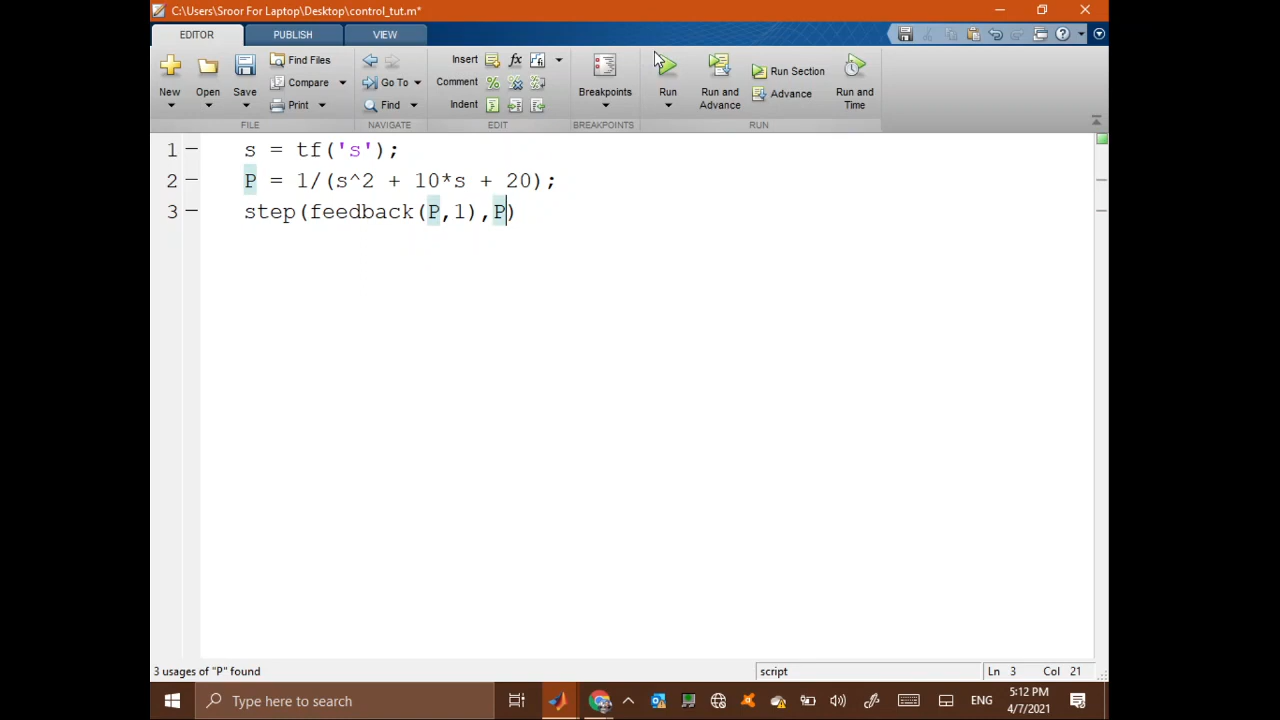 C:\Users\Sroor For Laptop\Desktop\control_tut.m*
EDITOR PUBLISH VIEW
New Open Save Find Files Compare Print
Insert fx
Go To Comment
Find Indent
Breakpoints Run Run and Advance Run Section Advance Run and Time
FILE NAVIGATE EDIT BREAKPOINTS RUN
1 s = tf('s');
2 P = 1/(s^2 + 10*s + 20);
3 step(feedback(P,1),P)
3 usages of "P" found script Ln 3 Col 21
Type here to search ENG 5:12 PM
4/7/2021